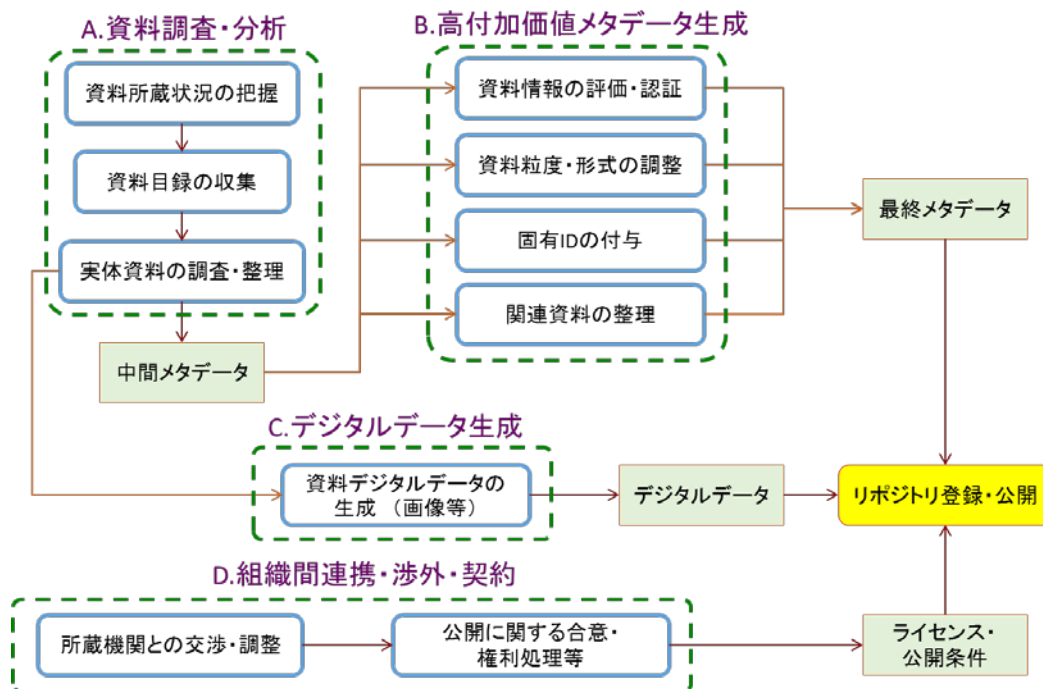 A.資料調査・分析
資料所蔵状況の把握
資料目録の収集
実体資料の調査・整理
中間メタデータ
B.高付加価値メタデータ生成
資料情報の評価・認証
資料粒度・形式の調整
固有IDの付与
関連資料の整理
最終メタデータ
C.デジタルデータ生成
資料デジタルデータの
生成 （画像等）
デジタルデータ
リポジトリ登録・公開
D.組織間連携・渉外・契約
所蔵機関との交渉・調整
公開に関する合意・
権利処理等
ライセンス・
公開条件